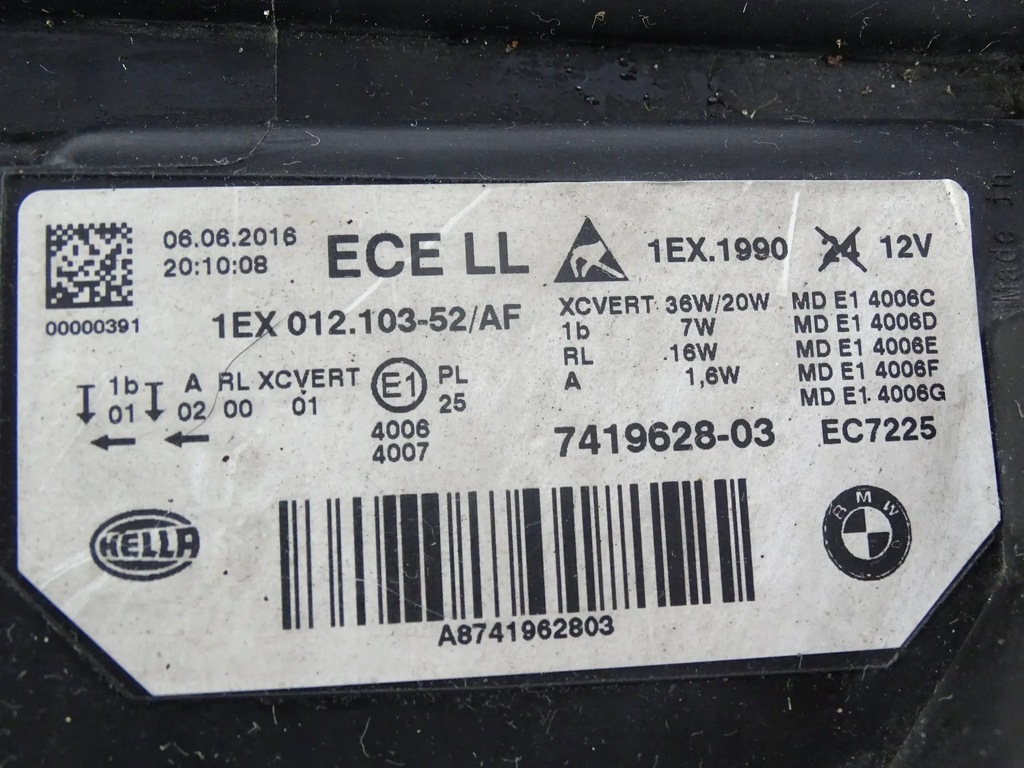 06.06.2016
20:10:08
00000391
ECE LL
1EX.1990 24 12V
1EX 012.103-52/AF
XCVERT 36W/20W
1b 7W
RL 16W
A 1,6W
MD E1 4006C
MD E1 4006D
MD E1 4006E
MD E1 4006F
MD E1 4006G
1b A RL XCVERT
01 02 00 01
E1
PL
25
4006
4007
7419628-03
EC7225
HELLA
BMW
A8741962803
Made in